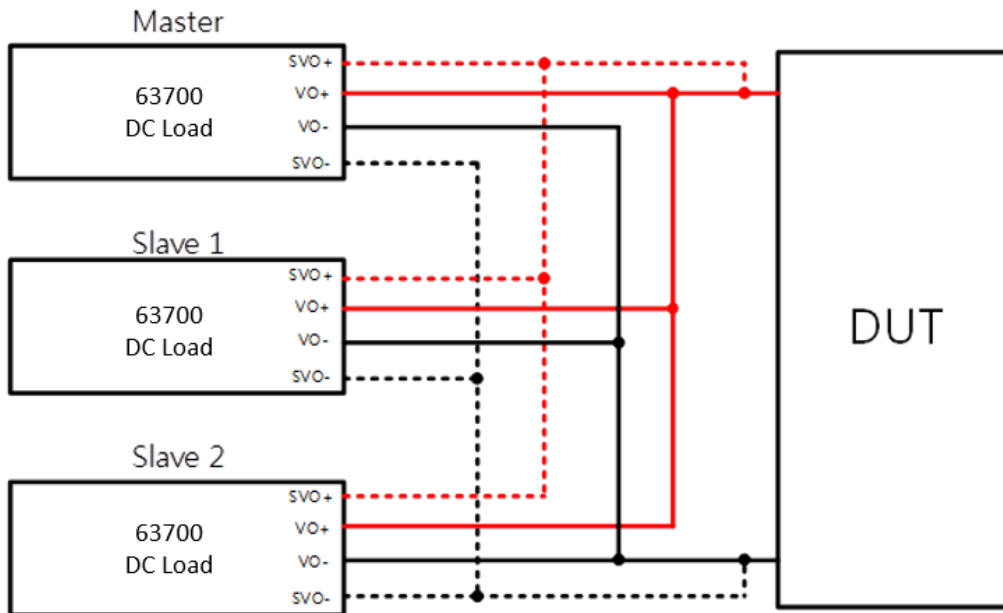 Master
63700
DC Load
SVO+
VO+
VO-
SVO-
Slave 1
63700
DC Load
SVO+
VO+
VO-
SVO-
Slave 2
63700
DC Load
SVO+
VO+
VO-
SVO-
DUT